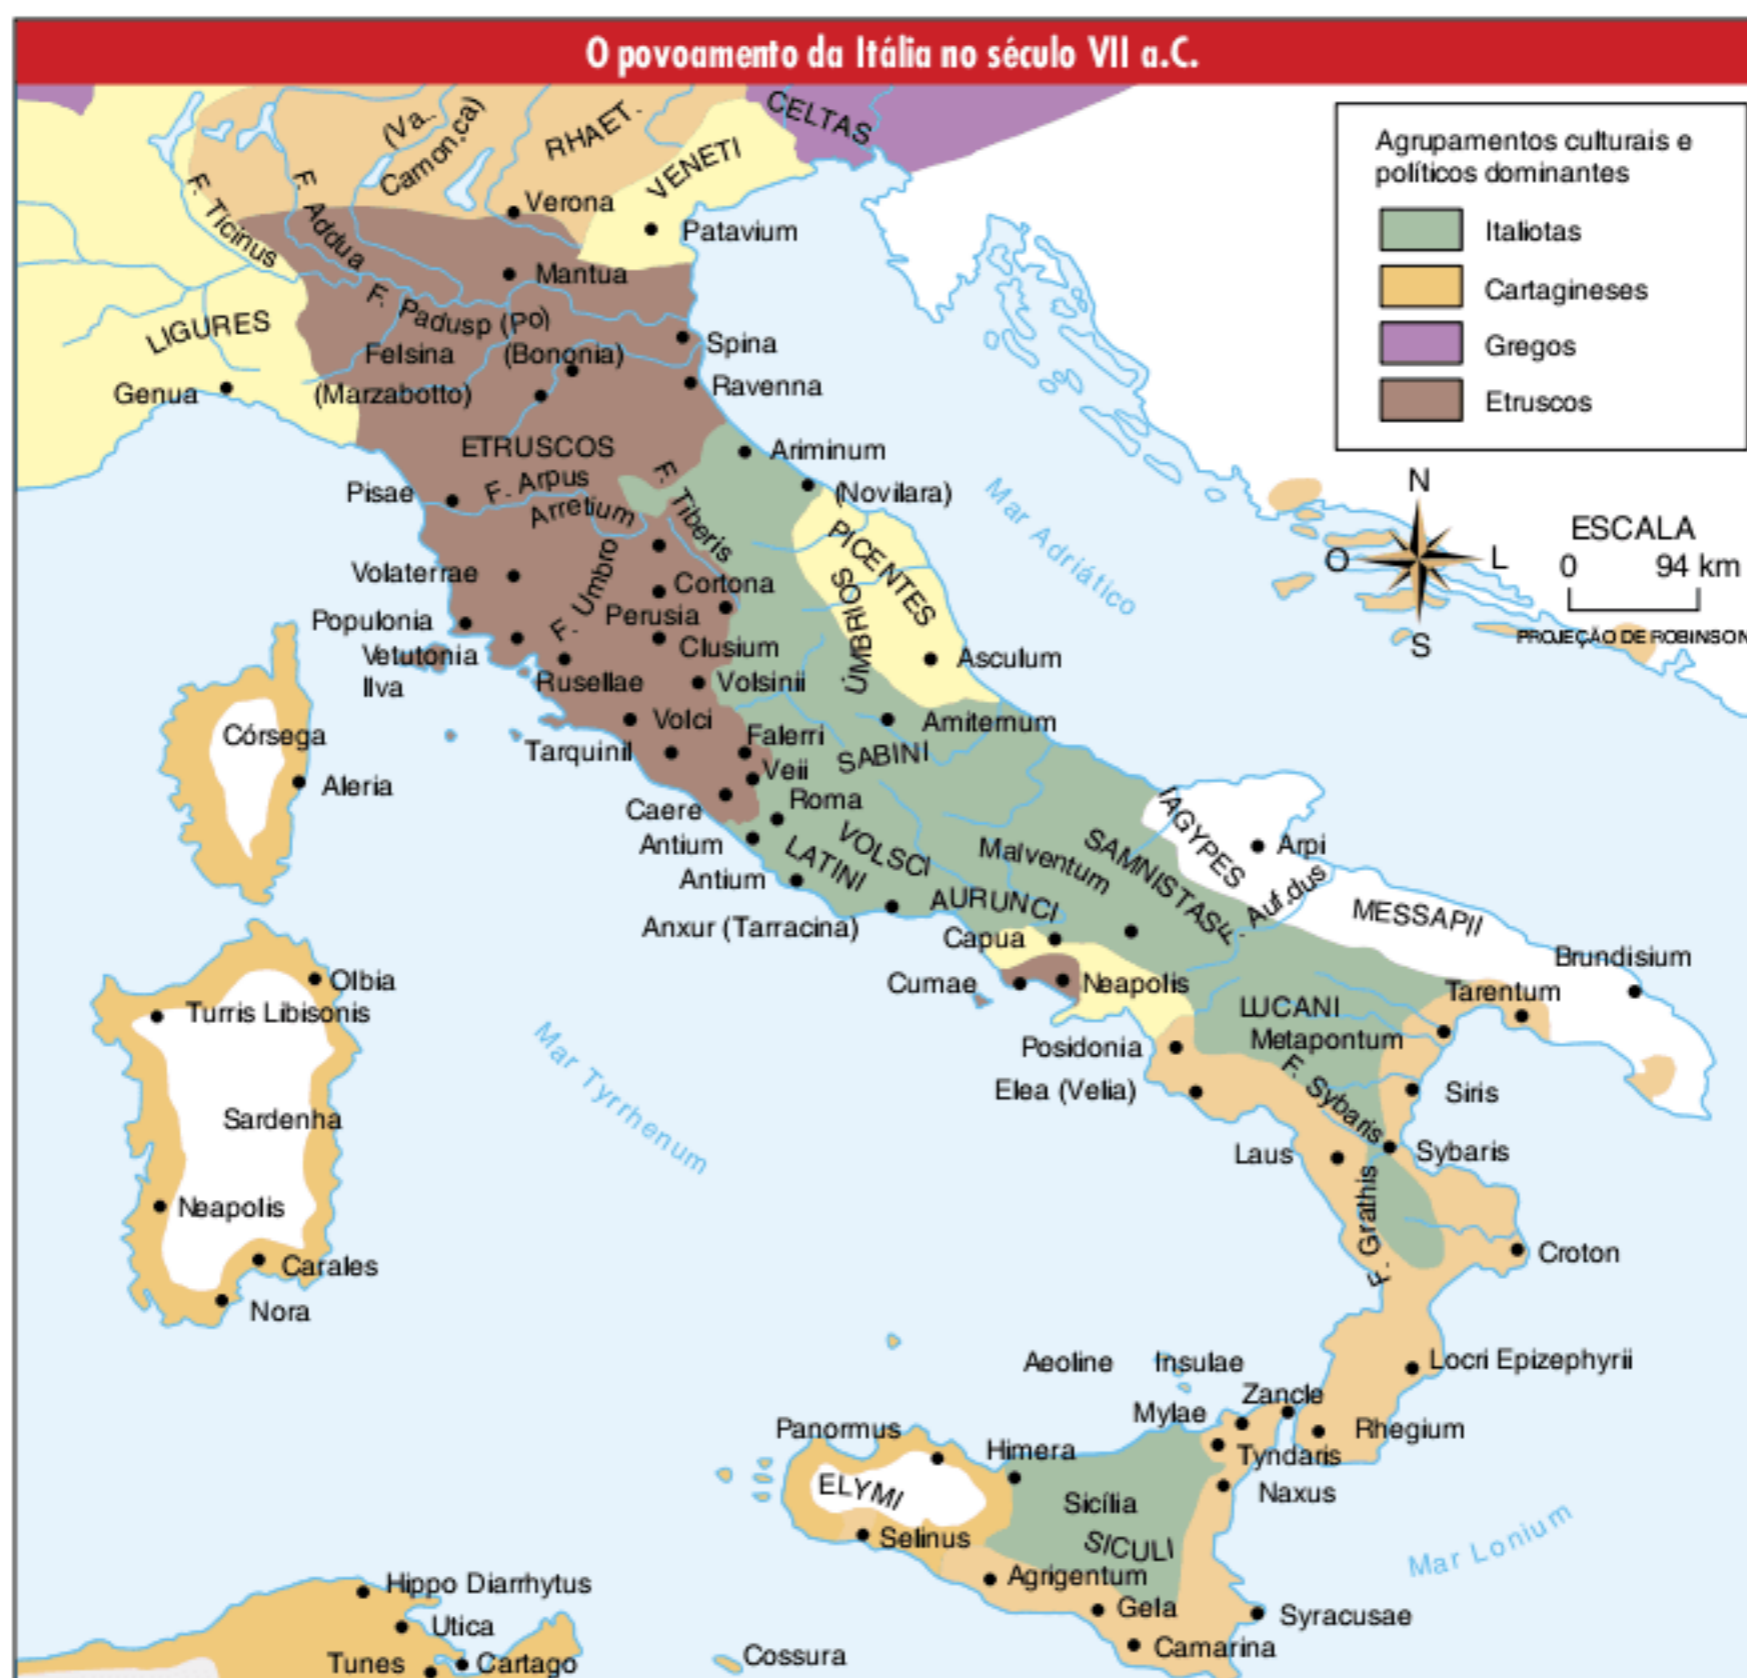 O povoamento da Itália no século VII a.C.
Agrupamentos culturais e
políticos dominantes
Italiotas
Cartagineses
Gregos
Etruscos
N
O
L
S
ESCALA
0 94 km
PROJEÇÃO DE ROBINSON
CELTAS
(Va..
Camon,ca)
RHAET.
VENETI
Verona
Patavium
F. Ticinus
F. Addua
Mantua
F. Padusp (Po)
LIGURES
Felsina (Bononia)
Spina
Genua
(Marzabotto)
Ravenna
ETRUSCOS
Ariminum
Pisae
F. Arpus
Arretium
F. Tiberis
(Novilara)
Mar Adriático
PICENTES
Volaterrae
F. Umbro
Cortona
ÚMBRIOS
Populonia
Perusia
Clusium
Asculum
Vetutonia
Ilva
Rusellae
Volsinii
Córsega
Volci
Amitemum
Tarquinil
Falerri
SABINI
Aleria
Veii
Caere
Roma
IAGYPES
Arpi
Antium
LATINI
VOLSCI
Malventum
SAMNISTAS
F. Auf,dus
Antium
AURUNCI
MESSAPII
Anxur (Tarracina)
Capua
Brundisium
Olbia
Cumae
Neapolis
Tarentum
Turris Libisonis
LUCANI
Metapontum
Mar Tyrrhenum
Posidonia
Elea (Velia)
F. Sybaris
Siris
Sardenha
Laus
Sybaris
Neapolis
F. Grathis
Carales
Croton
Nora
Aeoline Insulae
Locri Epizephyrii
Zancle
Mylae
Panormus
Himera
Rhegium
Tyndaris
ELYMI
Sicília
Naxus
Selinus
SICULI
Mar Lonium
Agrigentum
Hippo Diarrhytus
Gela
Syracusae
Utica
Camarina
Tunes
Cartago
Cossura